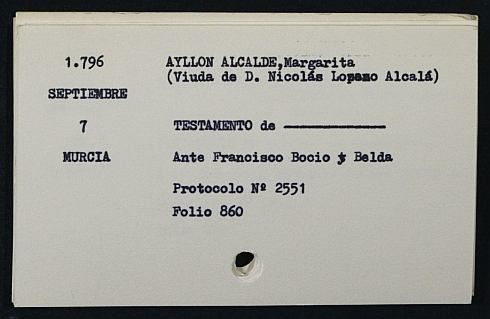 1.796 AYLLON ALCALDE,Margarita
(Viuda de D. Nicolás Lopezo Alcalá)
SEPTIEMBRE
7 TESTAMENTO de ——————
MURCIA Ante Francisco Bocio y Belda
Protocolo Nº 2551
Folio 860